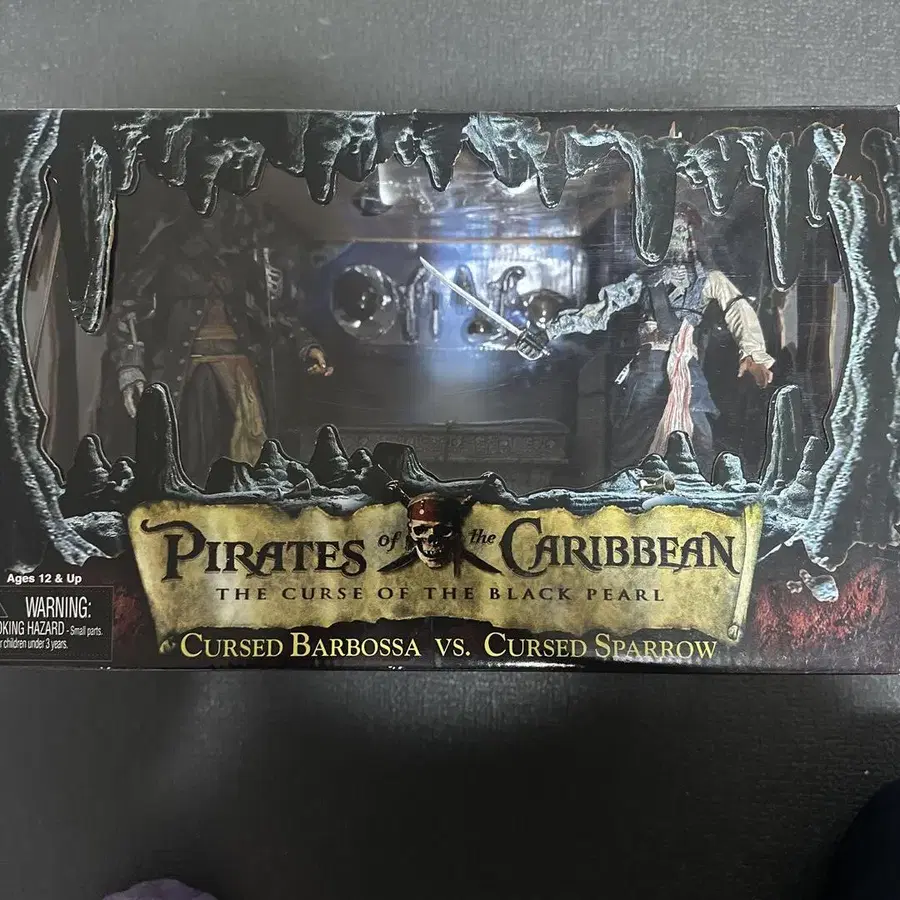 PIRATES of the CARIBBEAN
THE CURSE OF THE BLACK PEARL
CURSED BARBOSSA VS. CURSED SPARROW
Ages 12 & Up
WARNING:
OKING HAZARD - Small parts.
r children under 3 years.